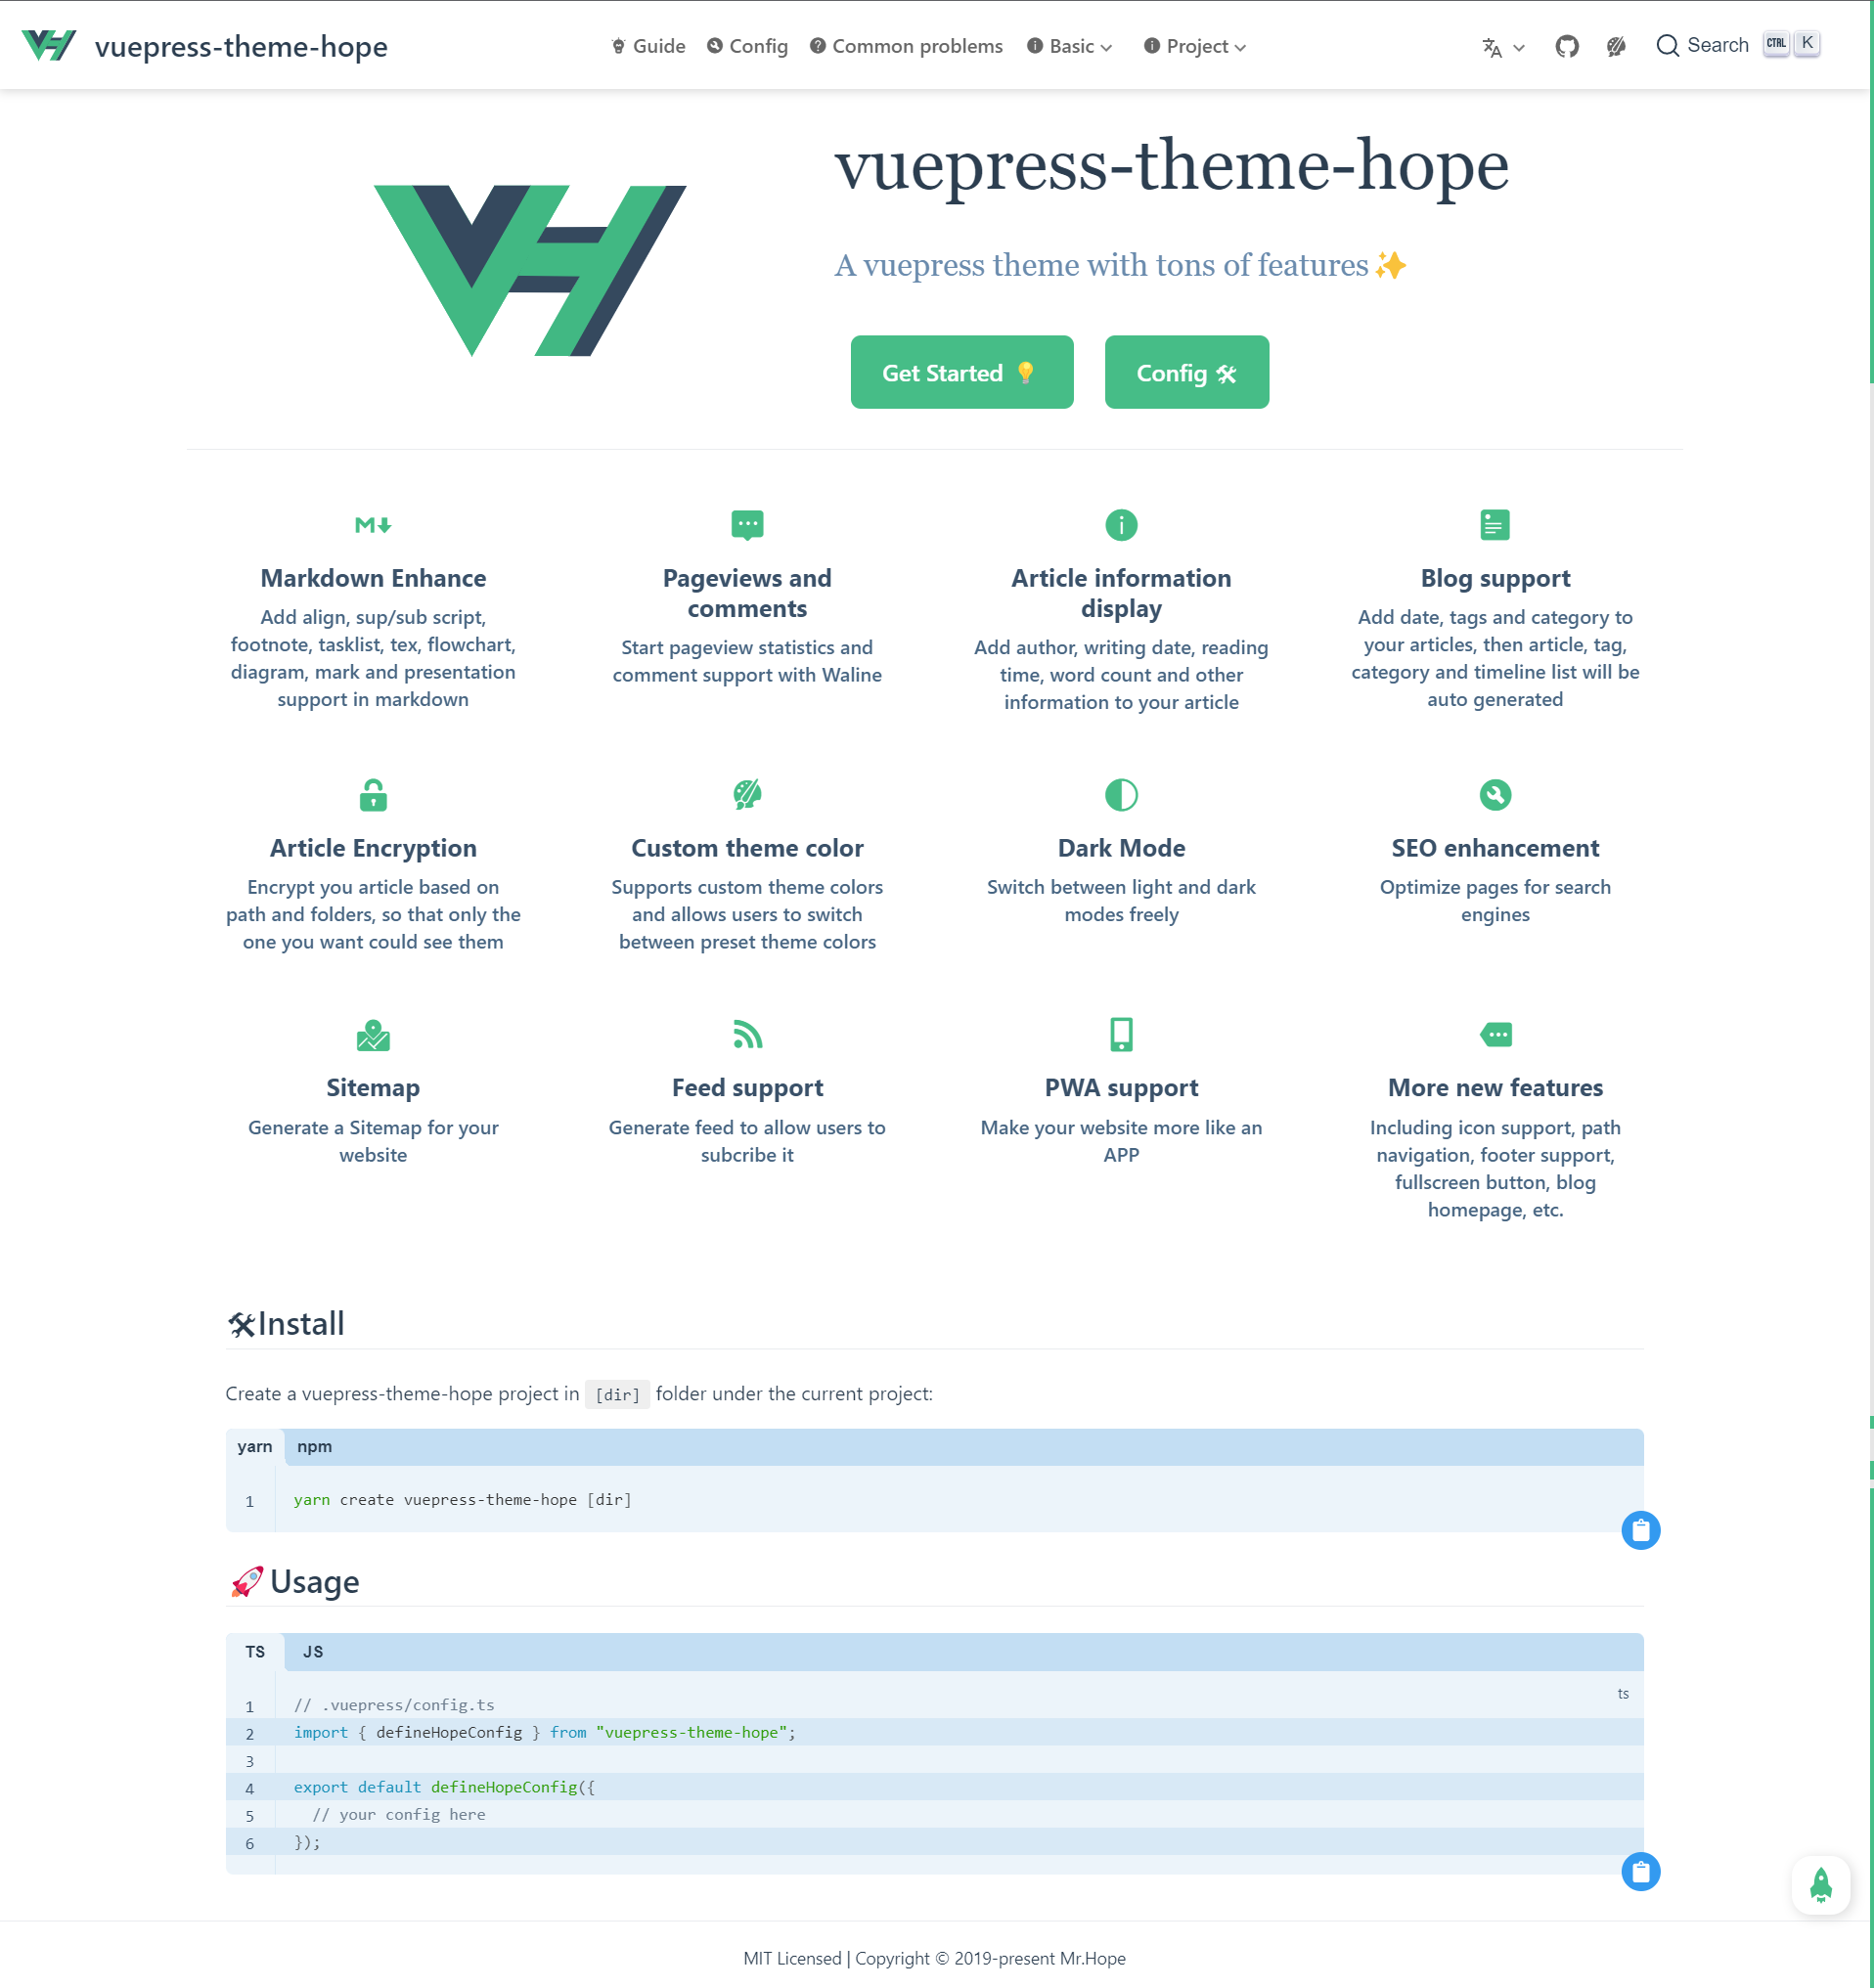 vuepress-theme-hope
Guide
Config
Common problems
Basic
Project
Search
CTRL
K
vuepress-theme-hope
A vuepress theme with tons of features✨
Get Started 💡
Config 🛠
Markdown Enhance
Add align, sup/sub script,
footnote, tasklist, tex, flowchart,
diagram, mark and presentation
support in markdown
Pageviews and
comments
Start pageview statistics and
comment support with Waline
Article information
display
Add author, writing date, reading
time, word count and other
information to your article
Blog support
Add date, tags and category to
your articles, then article, tag,
category and timeline list will be
auto generated
Article Encryption
Encrypt you article based on
path and folders, so that only the
one you want could see them
Custom theme color
Supports custom theme colors
and allows users to switch
between preset theme colors
Dark Mode
Switch between light and dark
modes freely
SEO enhancement
Optimize pages for search
engines
Sitemap
Generate a Sitemap for your
website
Feed support
Generate feed to allow users to
subcribe it
PWA support
Make your website more like an
APP
More new features
Including icon support, path
navigation, footer support,
fullscreen button, blog
homepage, etc.
🛠Install
Create a vuepress-theme-hope project in [dir] folder under the current project:
yarn npm
1 yarn create vuepress-theme-hope [dir]
🚀Usage
TS JS
ts
1 // .vuepress/config.ts
2 import { defineHopeConfig } from "vuepress-theme-hope";
3
4 export default defineHopeConfig({
5   // your config here
6 });
MIT Licensed | Copyright © 2019-present Mr.Hope